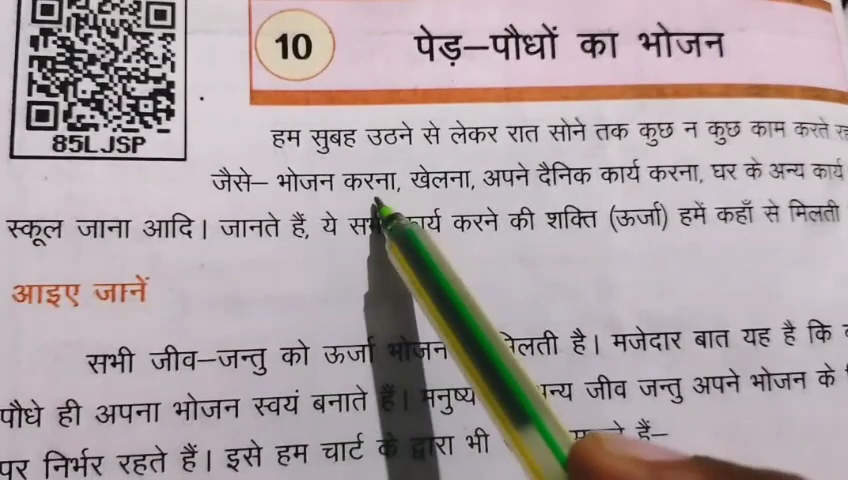 85LJSP
10
पेड़–पौधों का भोजन
हम सुबह उठने से लेकर रात सोने तक कुछ न कुछ काम करते
जैसे– भोजन करना, खेलना, अपने दैनिक कार्य करना, घर के अन्य कार्य
स्कूल जाना आदि। जानते हैं, ये करने की शक्ति (ऊर्जा) हमें कहाँ से मिलती
आइए जानें
सभी जीव–जन्तु को ऊर्जा भोजन है। मजेदार बात यह है कि
पौधे ही अपना भोजन स्वयं बनाते हैं। मनुष्य जीव जन्तु अपने भोजन के
पर निर्भर रहते हैं। इसे हम चार्ट के द्वारा भी हैं–